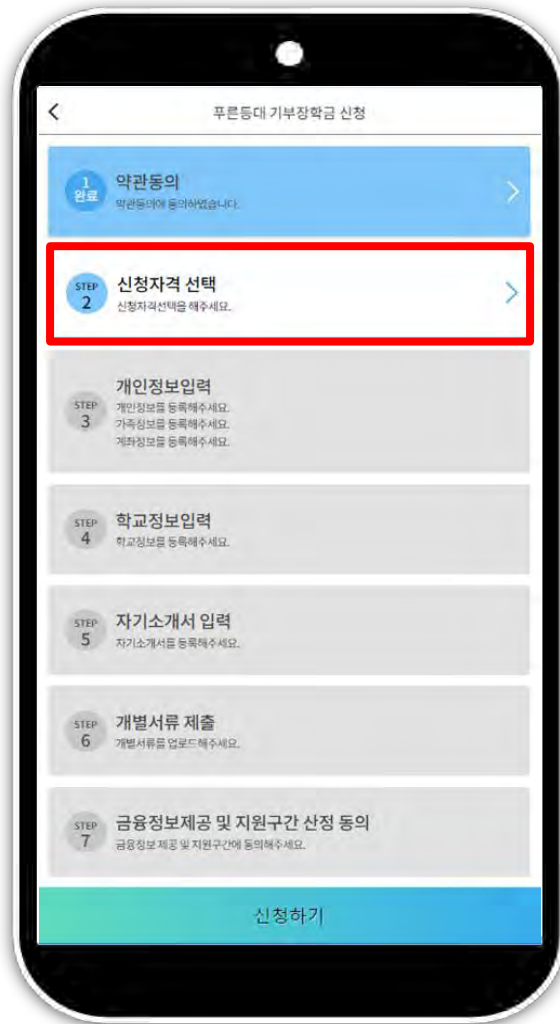 푸른등대 기부장학금 신청
1
완료
약관동의
약관동의에 동의하였습니다.
STEP
2
신청자격 선택
신청자격선택을 해주세요.
STEP
3
개인정보입력
개인정보를 등록해주세요.
가족정보를 등록해주세요.
계좌정보를 등록해주세요.
STEP
4
학교정보입력
학교정보를 등록해주세요.
STEP
5
자기소개서 입력
자기소개서를 등록해주세요.
STEP
6
개별서류 제출
개별서류를 업로드해주세요.
STEP
7
금융정보제공 및 지원구간 산정 동의
금융정보 제공 및 지원구간에 동의해주세요.
신청하기